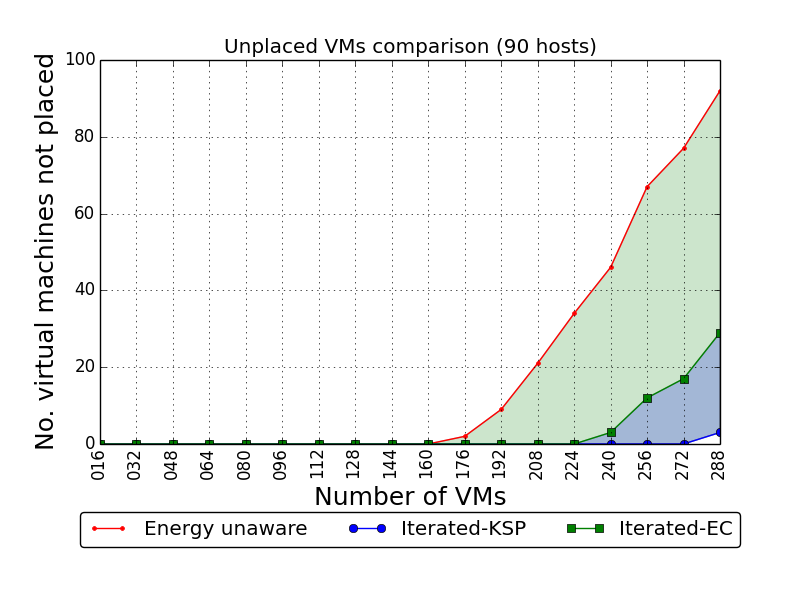 Unplaced VMs comparison (90 hosts)
No. virtual machines not placed
100
80
60
40
20
0
016 032 048 064 080 096 112 128 144 160 176 192 208 224 240 256 272 288
Number of VMs
Energy unaware Iterated-KSP Iterated-EC